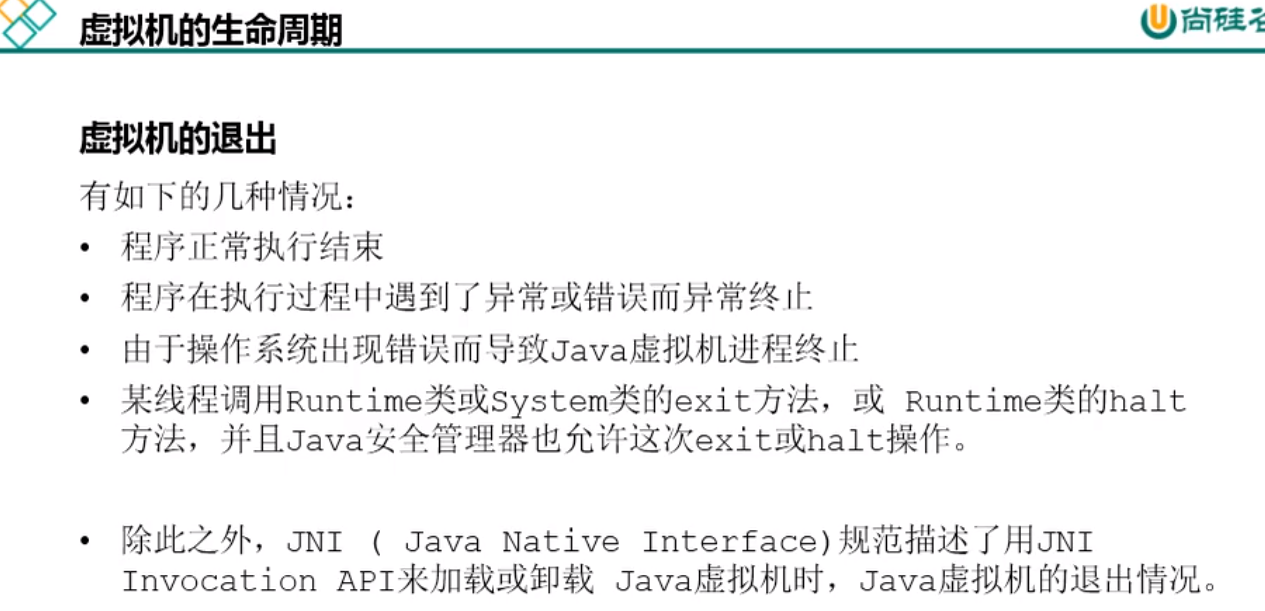 虚拟机的生命周期
尚硅
虚拟机的退出
有如下的几种情况：
• 程序正常执行结束
• 程序在执行过程中遇到了异常或错误而异常终止
• 由于操作系统出现错误而导致Java虚拟机进程终止
• 某线程调用Runtime类或System类的exit方法，或 Runtime类的halt
方法，并且Java安全管理器也允许这次exit或halt操作。
• 除此之外，JNI ( Java Native Interface)规范描述了用JNI
Invocation API来加载或卸载 Java虚拟机时，Java虚拟机的退出情况。